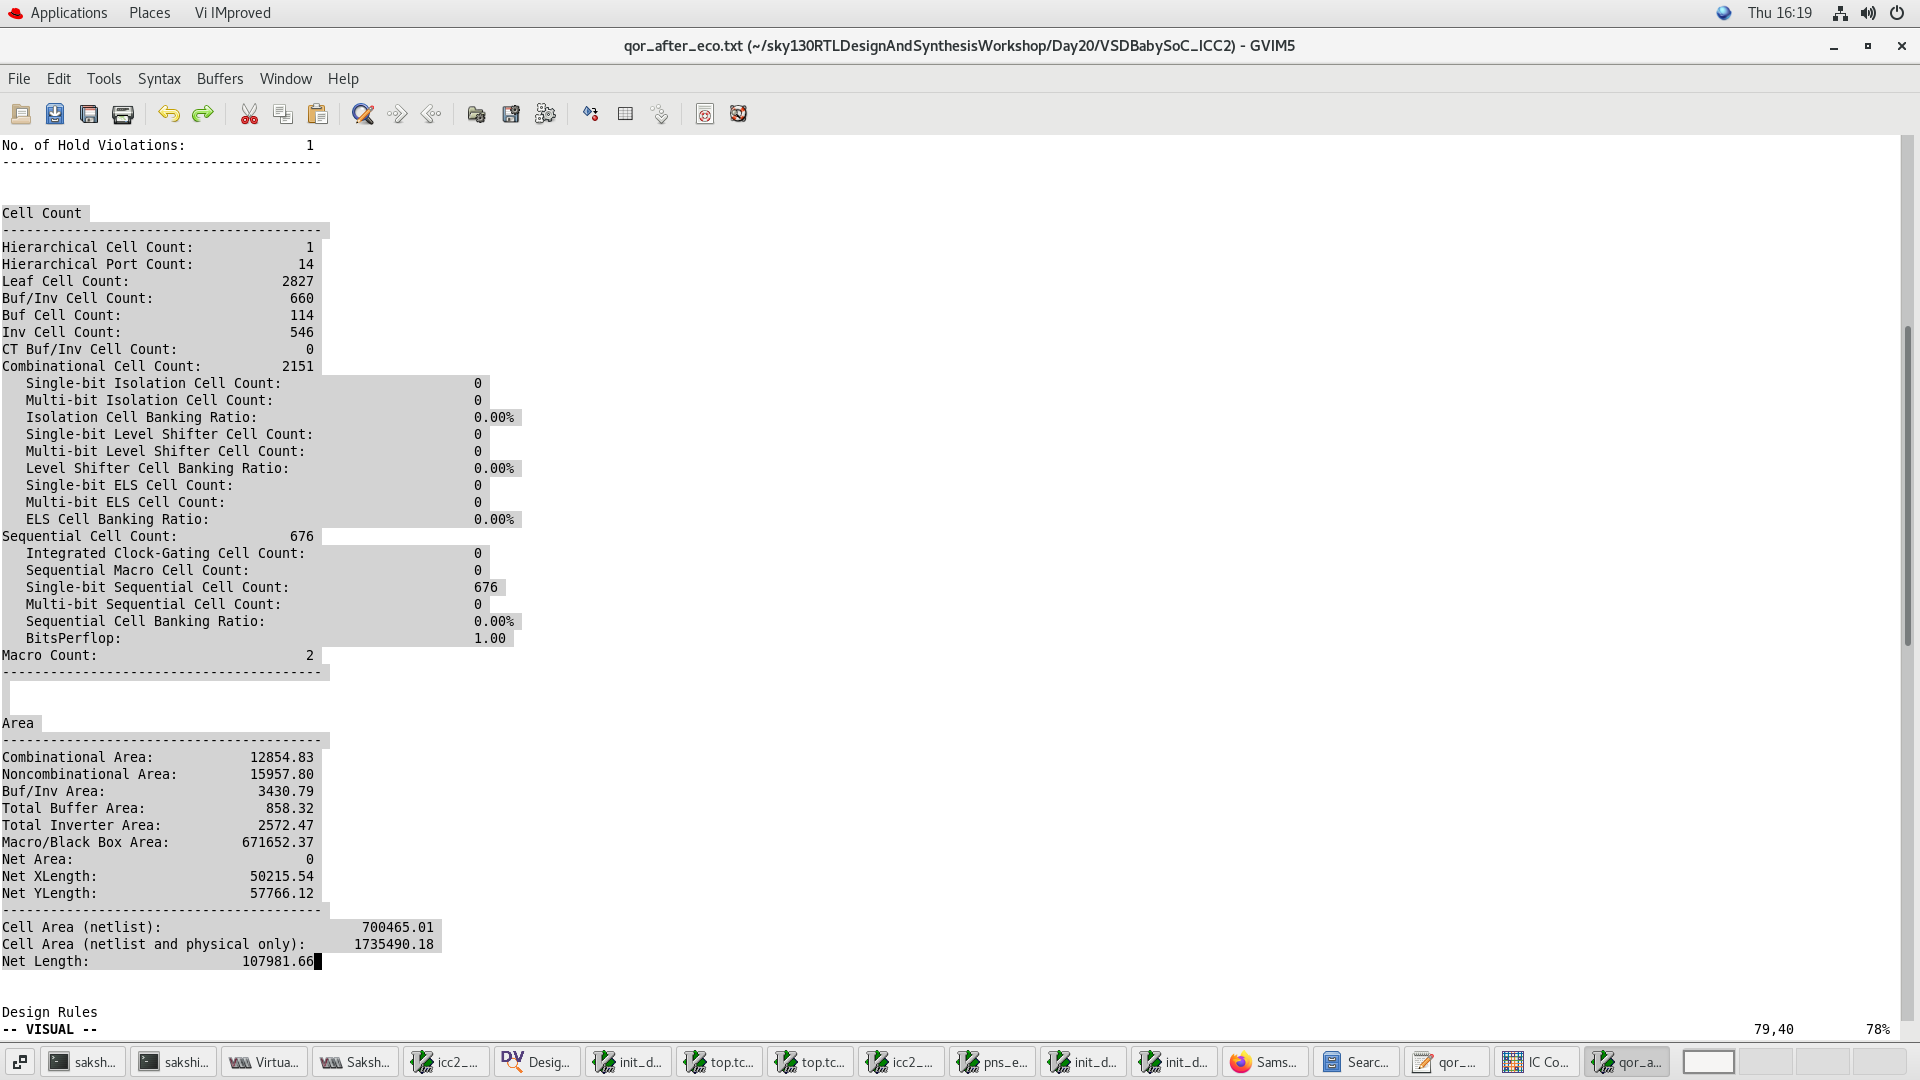 Applications Places Vi IMproved Thu 16:19
qor_after_eco.txt (~/sky130RTLDesignAndSynthesisWorkshop/Day20/VSDBabySoC_ICC2) - GVIM5
File Edit Tools Syntax Buffers Window Help
No. of Hold Violations: 1
----------------------------------------
Cell Count
----------------------------------------
Hierarchical Cell Count: 1
Hierarchical Port Count: 14
Leaf Cell Count: 2827
Buf/Inv Cell Count: 660
Buf Cell Count: 114
Inv Cell Count: 546
CT Buf/Inv Cell Count: 0
Combinational Cell Count: 2151
Single-bit Isolation Cell Count: 0
Multi-bit Isolation Cell Count: 0
Isolation Cell Banking Ratio: 0.00%
Single-bit Level Shifter Cell Count: 0
Multi-bit Level Shifter Cell Count: 0
Level Shifter Cell Banking Ratio: 0.00%
Single-bit ELS Cell Count: 0
Multi-bit ELS Cell Count: 0
ELS Cell Banking Ratio: 0.00%
Sequential Cell Count: 676
Integrated Clock-Gating Cell Count: 0
Sequential Macro Cell Count: 0
Single-bit Sequential Cell Count: 676
Multi-bit Sequential Cell Count: 0
Sequential Cell Banking Ratio: 0.00%
BitsPerflop: 1.00
Macro Count: 2
----------------------------------------
Area
----------------------------------------
Combinational Area: 12854.83
Noncombinational Area: 15957.80
Buf/Inv Area: 3430.79
Total Buffer Area: 858.32
Total Inverter Area: 2572.47
Macro/Black Box Area: 671652.37
Net Area: 0
Net XLength: 50215.54
Net YLength: 57766.12
----------------------------------------
Cell Area (netlist): 700465.01
Cell Area (netlist and physical only): 1735490.18
Net Length: 107981.66
Design Rules
-- VISUAL -- 79,40 78%
saksh... sakshi... Virtua... Saksh... icc2_... DV Desig... init_d... top.tc... top.tc... icc2_... pns_e... init_d... init_d... Sams... Searc... qor_... IC Co... qor_a...